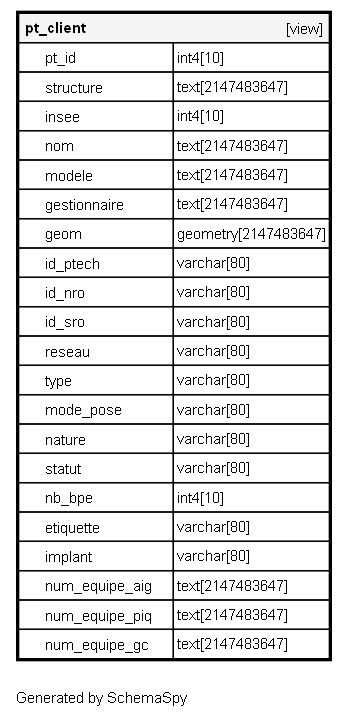 pt_client [view]
pt_id int4[10]
structure text[2147483647]
insee int4[10]
nom text[2147483647]
modele text[2147483647]
gestionnaire text[2147483647]
geom geometry[2147483647]
id_ptech varchar[80]
id_nro varchar[80]
id_sro varchar[80]
reseau varchar[80]
type varchar[80]
mode_pose varchar[80]
nature varchar[80]
statut varchar[80]
nb_bpe int4[10]
etiquette varchar[80]
implant varchar[80]
num_equipe_aig text[2147483647]
num_equipe_piq text[2147483647]
num_equipe_gc text[2147483647]
Generated by SchemaSpy